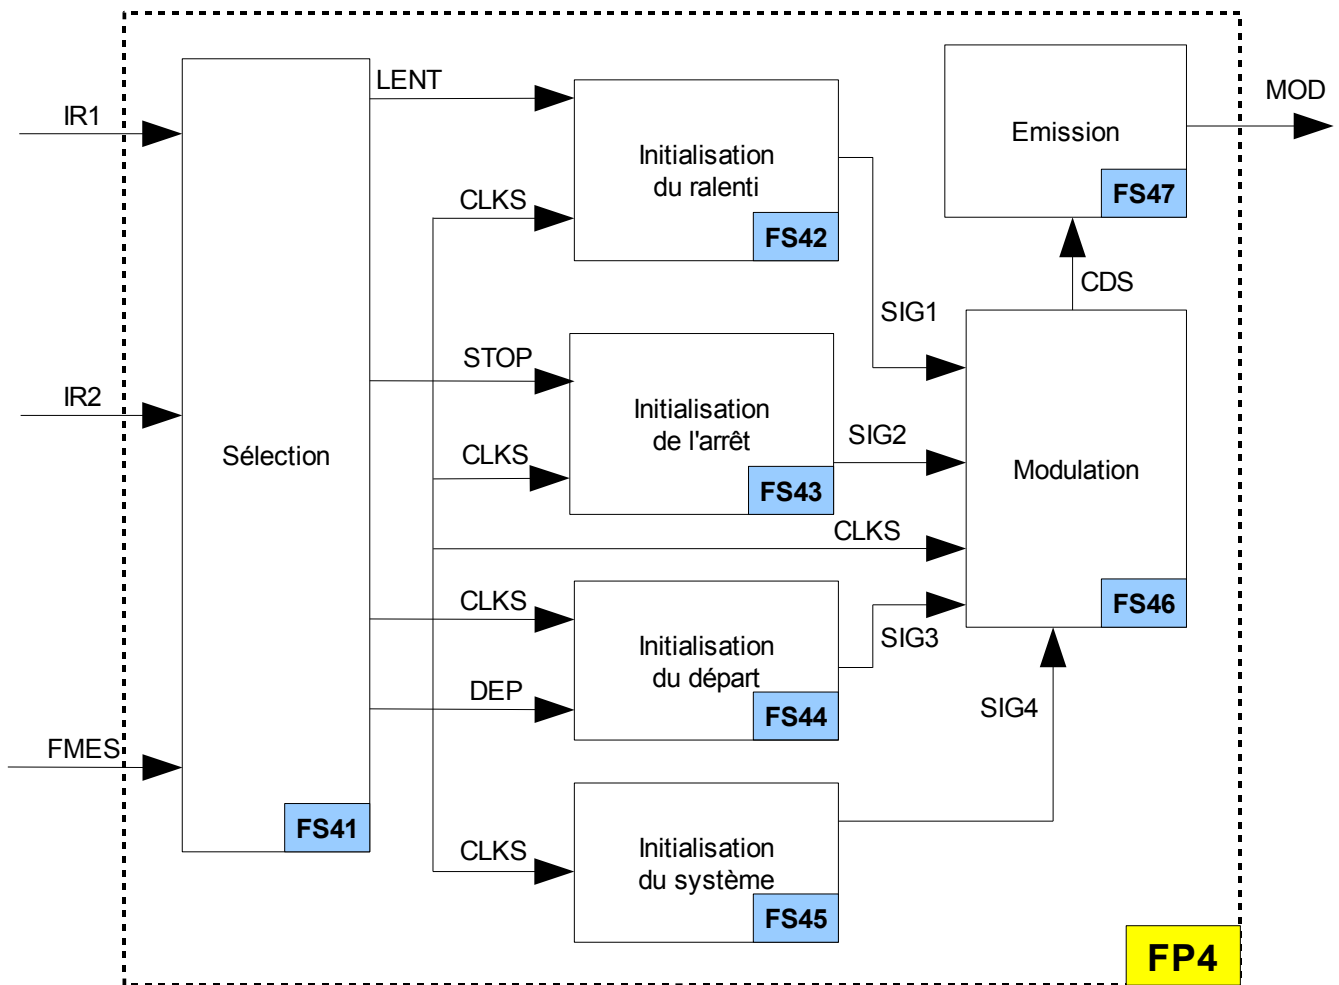 IR1
IR2
FMES
Sélection
FS41
LENT
CLKS
Initialisation
du ralenti
FS42
STOP
CLKS
Initialisation
de l'arrêt
FS43
CLKS
CLKS
DEP
Initialisation
du départ
FS44
CLKS
Initialisation
du système
FS45
SIG1
SIG2
SIG3
SIG4
Modulation
FS46
CDS
Emission
FS47
MOD
FP4